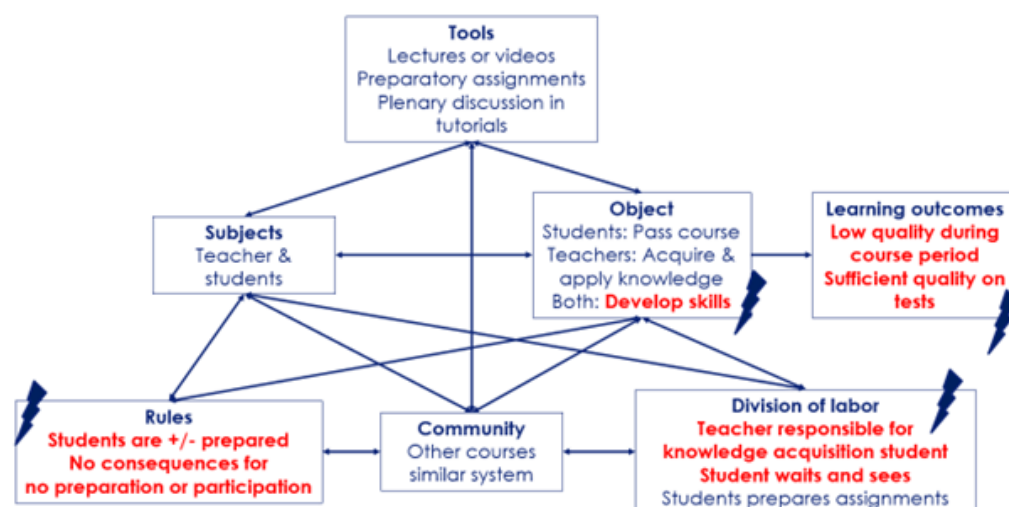 Tools
Lectures or videos
Preparatory assignments
Plenary discussion in
tutorials
Subjects
Teacher &
students
Object
Students: Pass course
Teachers: Acquire &
apply knowledge
Both: Develop skills
Learning outcomes
Low quality during
course period
Sufficient quality on
tests
Rules
Students are +/- prepared
No consequences for
no preparation or participation
Community
Other courses
similar system
Division of labor
Teacher responsible for
knowledge acquisition student
Student waits and sees
Students prepares assignments